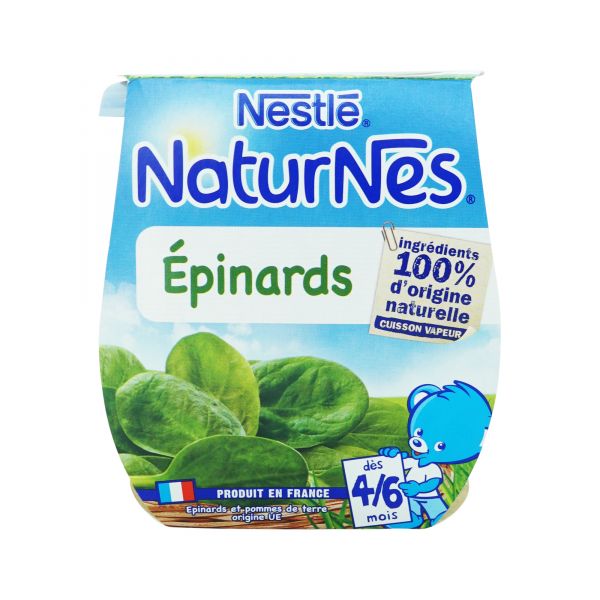 Nestlé®
NaturNes®
Épinards
ingrédients
100%
d'origine
naturelle
CUISSON VAPEUR
dès
4/6
mois
PRODUIT EN FRANCE
Epinards et pommes de terre
origine UE